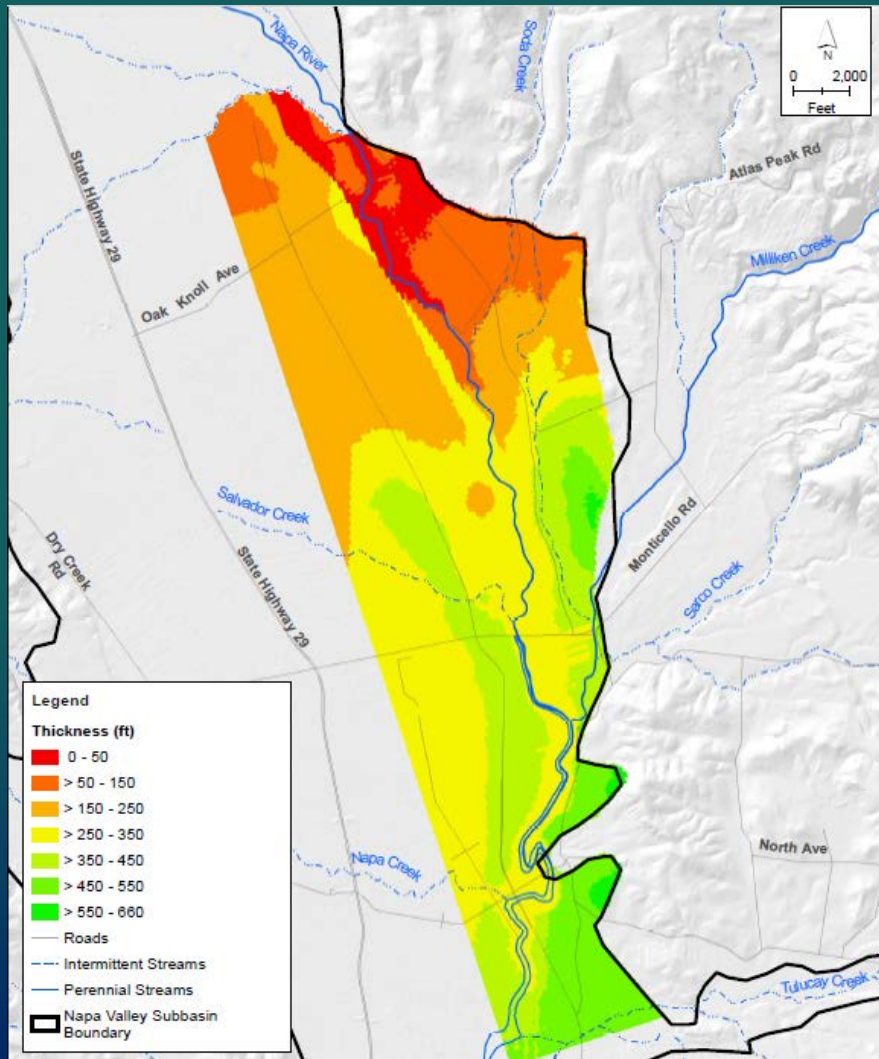 Napa River
Soda Creek
N
0 2,000
Feet
State Highway 29
Atlas Peak Rd
Milliken Creek
Oak Knoll Ave
Salvador Creek
Monticello Rd
Dry Creek
Rd
State Highway 29
Sarco Creek
Legend
Thickness (ft)
0 - 50
> 50 - 150
> 150 - 250
> 250 - 350
> 350 - 450
> 450 - 550
> 550 - 660
Roads
Intermittent Streams
Perennial Streams
Napa Valley Subbasin
Boundary
Napa Creek
North Ave
Tulucay Creek